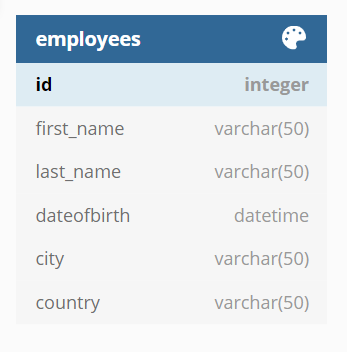 employees
id integer
first_name varchar(50)
last_name varchar(50)
dateofbirth datetime
city varchar(50)
country varchar(50)